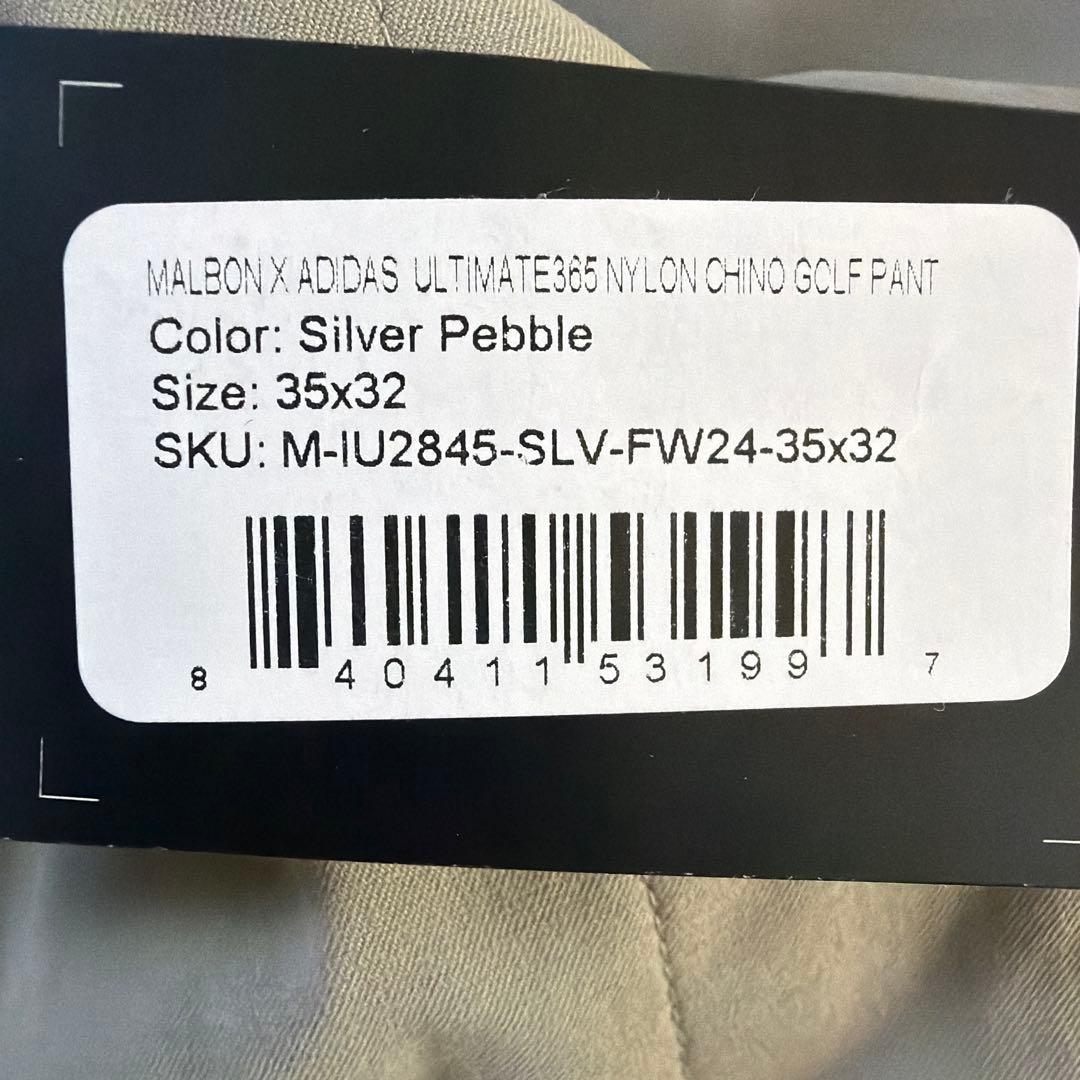 MALBON X ADIDAS ULTIMATE365 NYLON CHINO GOLF PANT
Color: Silver Pebble
Size: 35x32
SKU: M-IU2845-SLV-FW24-35x32
8 40411 53199 7